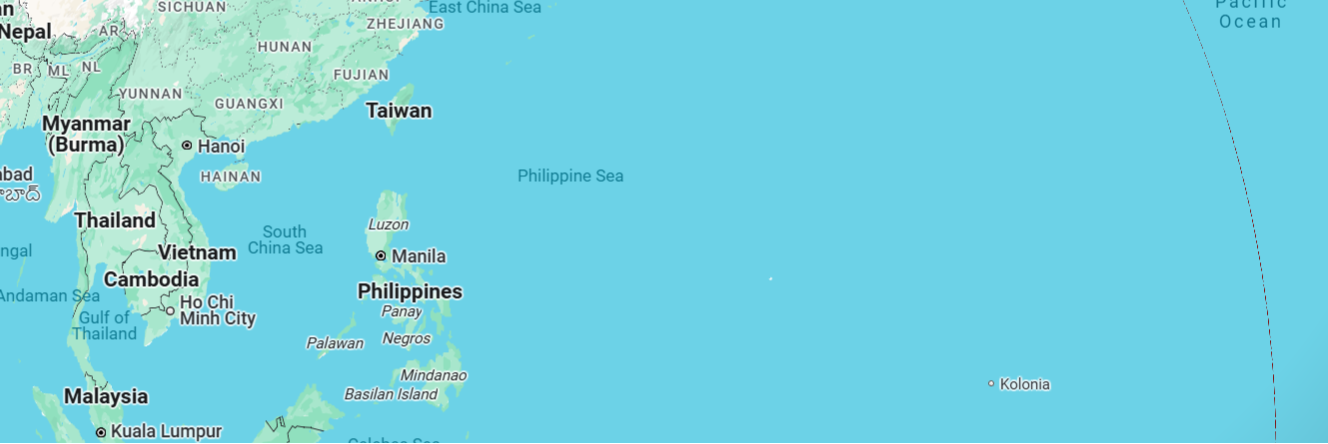 SICHUAN
East China Sea
Pacific
Ocean
ZHEJIANG
Nepal
AR
HUNAN
BR
ML
NL
FUJIAN
YUNNAN
GUANGXI
Taiwan
Myanmar
(Burma)
Hanoi
HAINAN
Philippine Sea
Thailand
Luzon
South
China Sea
Vietnam
Manila
Cambodia
Philippines
Andaman Sea
Ho Chi
Minh City
Gulf of
Thailand
Panay
Negros
Palawan
Mindanao
Basilan Island
Kolonia
Malaysia
Kuala Lumpur